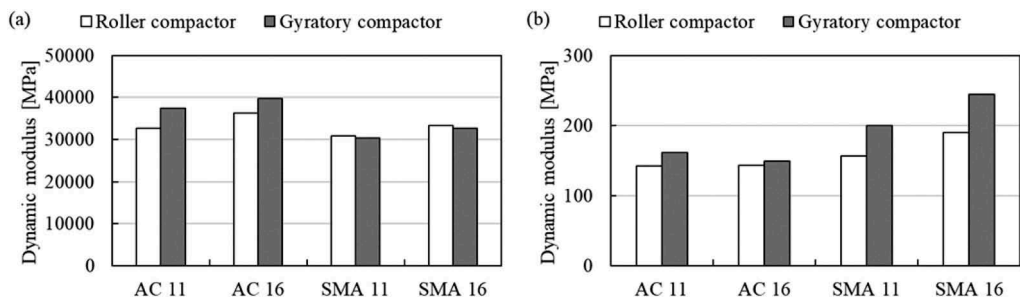 (a)
Roller compactor Gyratory compactor
Dynamic modulus [MPa]
50000
40000
30000
20000
10000
0
AC 11 AC 16 SMA 11 SMA 16
(b)
Roller compactor Gyratory compactor
Dynamic modulus [MPa]
300
200
100
0
AC 11 AC 16 SMA 11 SMA 16